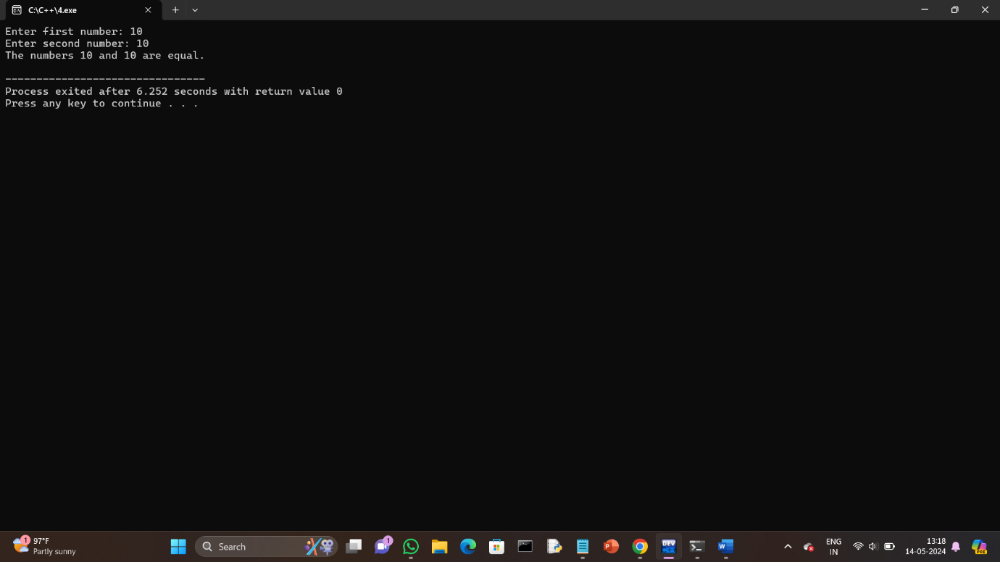 C:\C++\4.exe
Enter first number: 10
Enter second number: 10
The numbers 10 and 10 are equal.
--------------------------------
Process exited after 6.252 seconds with return value 0
Press any key to continue . . .
1
97°F
Partly sunny
Search
1
P
DEV
W
ENG
IN
13:18
14-05-2024
PRE